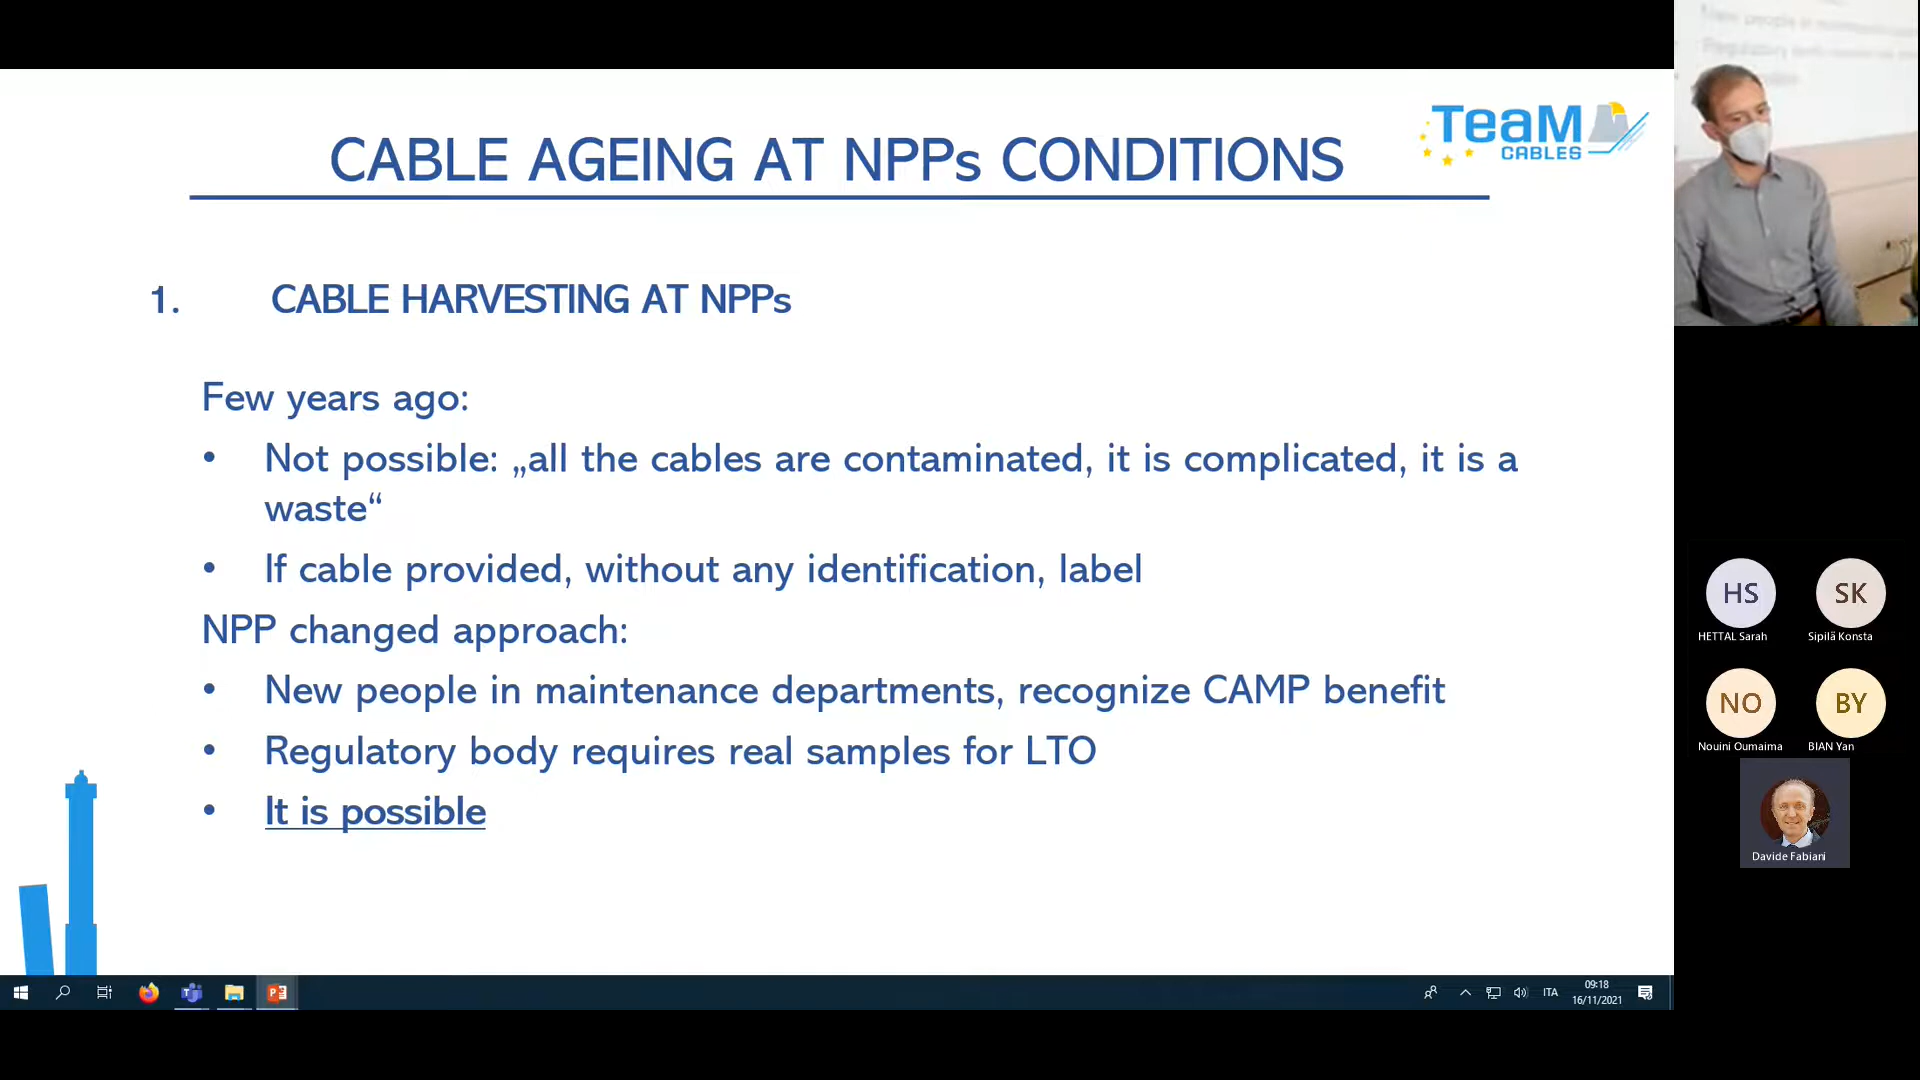 CABLE AGEING AT NPPs CONDITIONS
TeaM
CABLES
1. CABLE HARVESTING AT NPPs
Few years ago:
• Not possible: „all the cables are contaminated, it is complicated, it is a
waste“
• If cable provided, without any identification, label
NPP changed approach:
• New people in maintenance departments, recognize CAMP benefit
• Regulatory body requires real samples for LTO
• It is possible
HS
SK
HETTAL Sarah
Sipilä Konsta
NO
BY
Nouini Oumaima
BIAN Yan
Davide Fabiani
ITA
09:18
16/11/2021